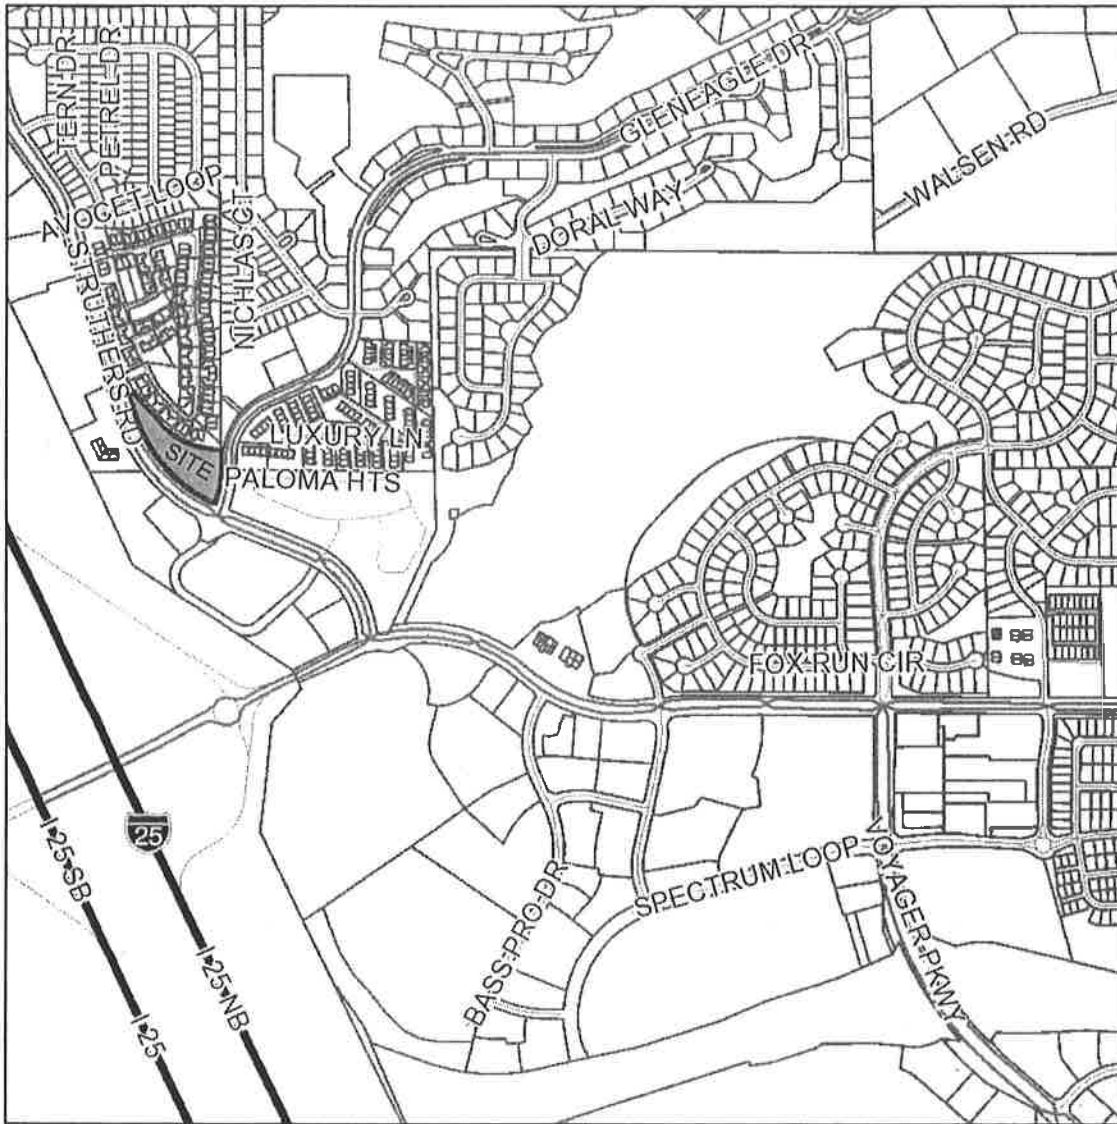 TERN DR
PETREL DR
GLENEAGLE DR
WALSEN RD
AVOCET LOOP
NICHLAS CT
DORAL WAY
STRUTHERS RD
LUXURY LN
SITE
PALOMA HTS
FOX RUN CIR
25
I 25 SB
I 25 NB
I 25
SPECTRUM LOOP
VOYAGER PKWY
BASS PRO DR